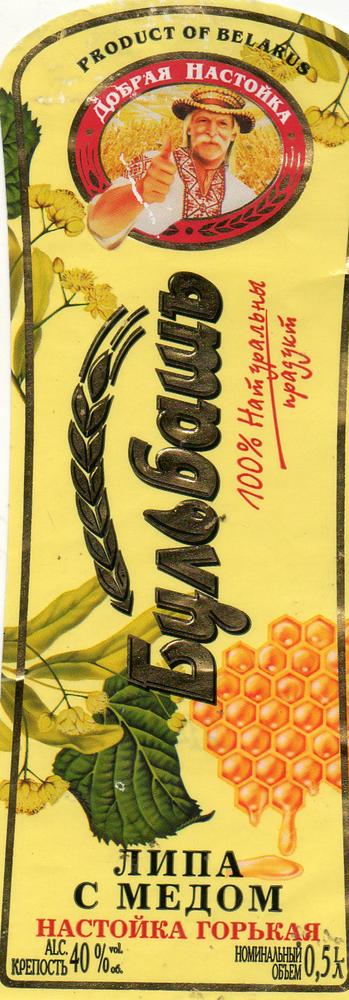 PRODUCT OF BELARUS
ДОБРАЯ НАСТОЙКА
Бульбашъ
100% Натуральны
прадукт
ЛИПА
С МЕДОМ
НАСТОЙКА ГОРЬКАЯ
ALC. 40% vol.
КРЕПОСТЬ об.
НОМИНАЛЬНЫЙ 0,5 L
ОБЪЕМ Л